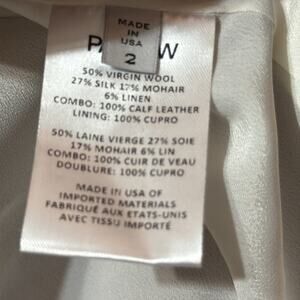 MADE
IN
USA
2
50% VIRGIN WOOL
27% SILK 17% MOHAIR
6% LINEN
COMBO: 100% CALF LEATHER
LINING: 100% CUPRO
50% LAINE VIERGE 27% SOIE
17% MOHAIR 6% LIN
COMBO: 100% CUIR DE VEAU
DOUBLURE: 100% CUPRO
MADE IN USA OF
IMPORTED MATERIALS
FABRIQUÉ AUX ETATS-UNIS
AVEC TISSU IMPORTÉ